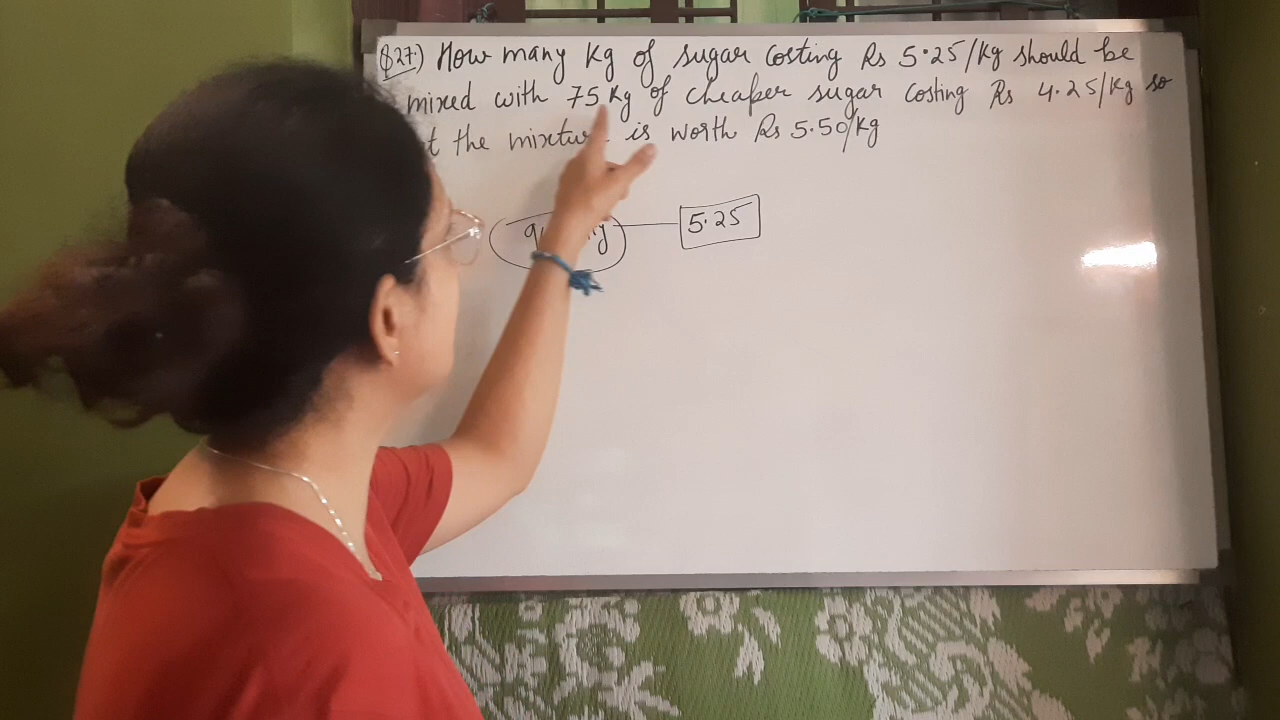 Q27.) How many Kg of sugar costing Rs 5.25/Kg should be
mixed with 75 Kg of cheaper sugar costing Rs 4.25/Kg so
the mixture is worth Rs 5.50/Kg
5.25